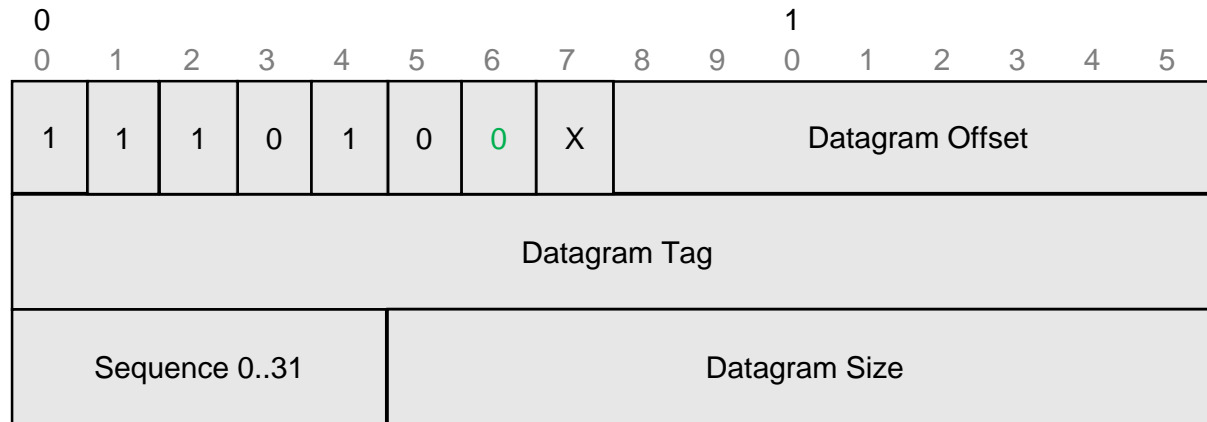 0 1
0 1 2 3 4 5 6 7 8 9 0 1 2 3 4 5
1 1 1 0 1 0 0 X Datagram Offset
Datagram Tag
Sequence 0..31 Datagram Size